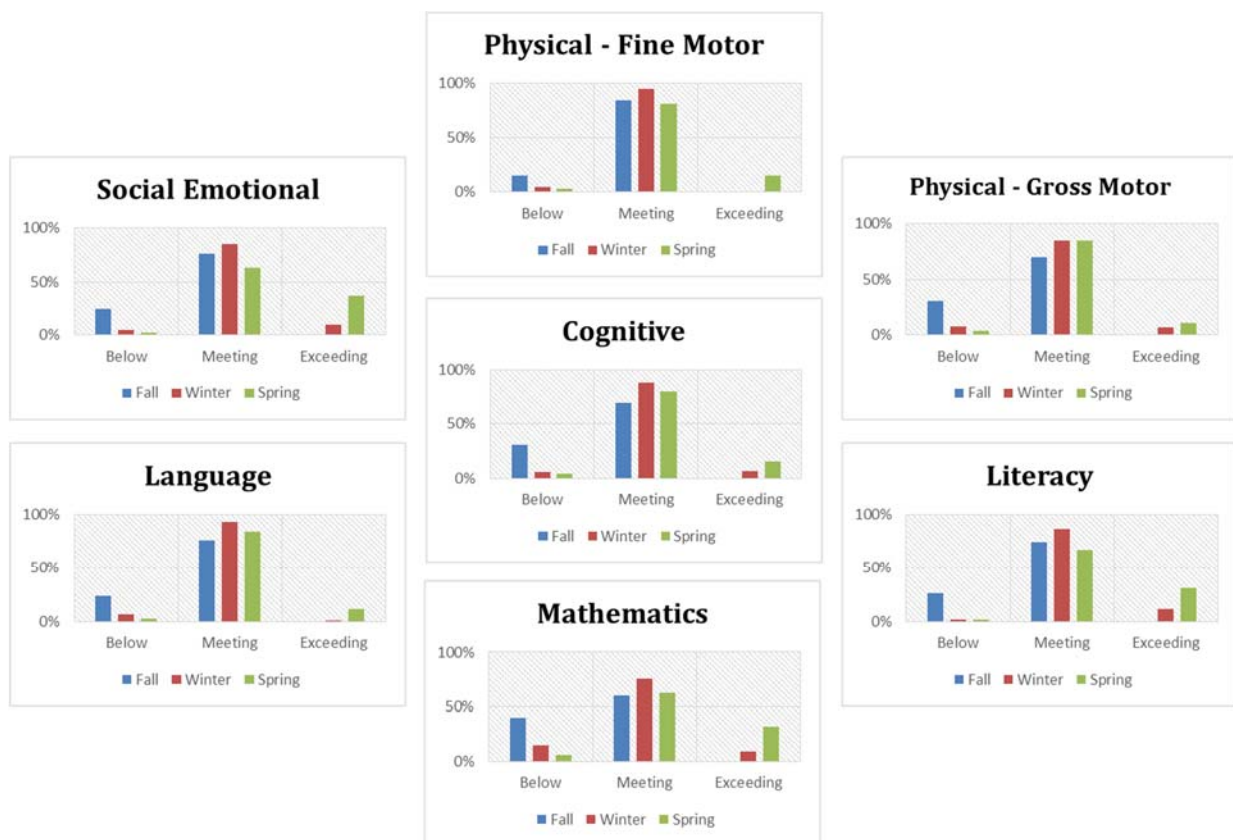 Physical - Fine Motor
100%
50%
0%
Below Meeting Exceeding
Fall Winter Spring
Social Emotional
100%
50%
0%
Below Meeting Exceeding
Fall Winter Spring
Physical - Gross Motor
100%
50%
0%
Below Meeting Exceeding
Fall Winter Spring
Cognitive
100%
50%
0%
Below Meeting Exceeding
Fall Winter Spring
Language
100%
50%
0%
Below Meeting Exceeding
Fall Winter Spring
Literacy
100%
50%
0%
Below Meeting Exceeding
Fall Winter Spring
Mathematics
100%
50%
0%
Below Meeting Exceeding
Fall Winter Spring